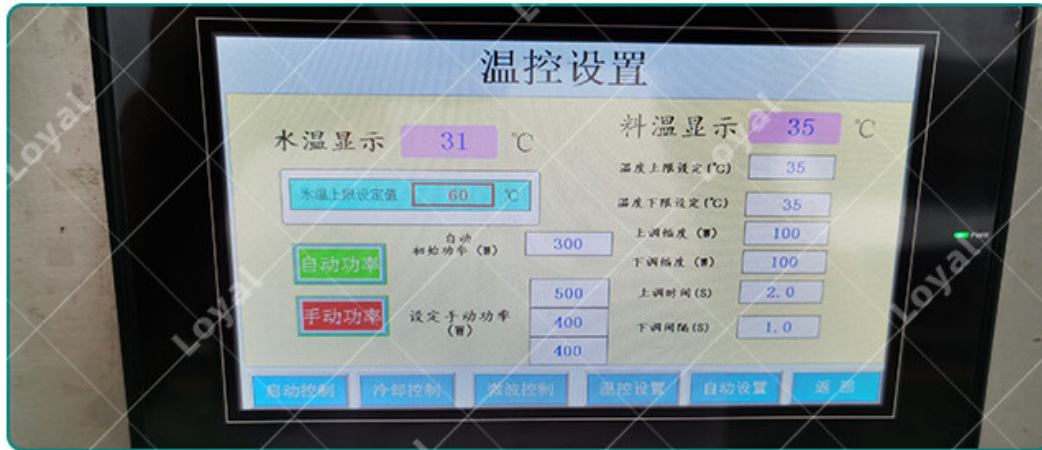 温控设置
水温显示 31 ℃
水温上限设定值 60 ℃
自动功率
自动
初始功率（W） 300
手动功率
设定手动功率
（W）
500
400
400
料温显示 35 ℃
温度上限设定(℃) 35
温度下限设定(℃) 35
上调幅度（W） 100
下调幅度（W） 100
上调时间(S) 2.0
下调间隔(S) 1.0
启动控制 冷却控制 微波控制 温控设置 自动设置 返回
PWR
Loyal
Loyal
Loyal
Loyal